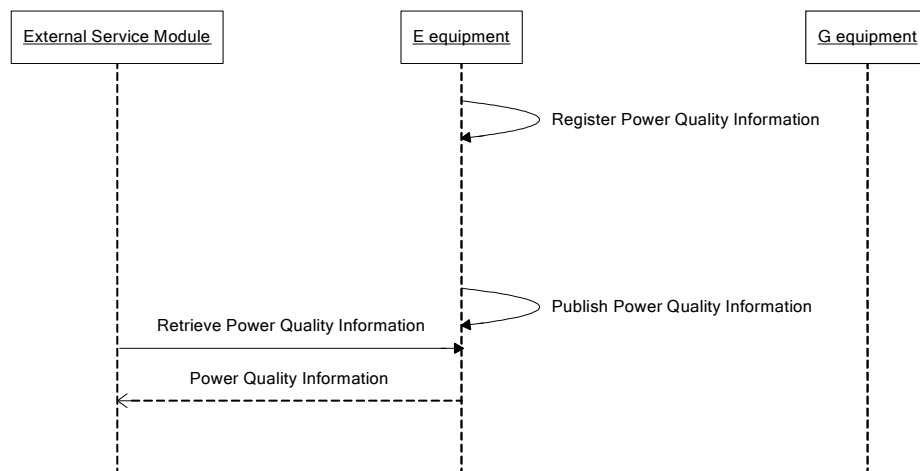 External Service Module
E equipment
G equipment
Register Power Quality Information
Publish Power Quality Information
Retrieve Power Quality Information
Power Quality Information